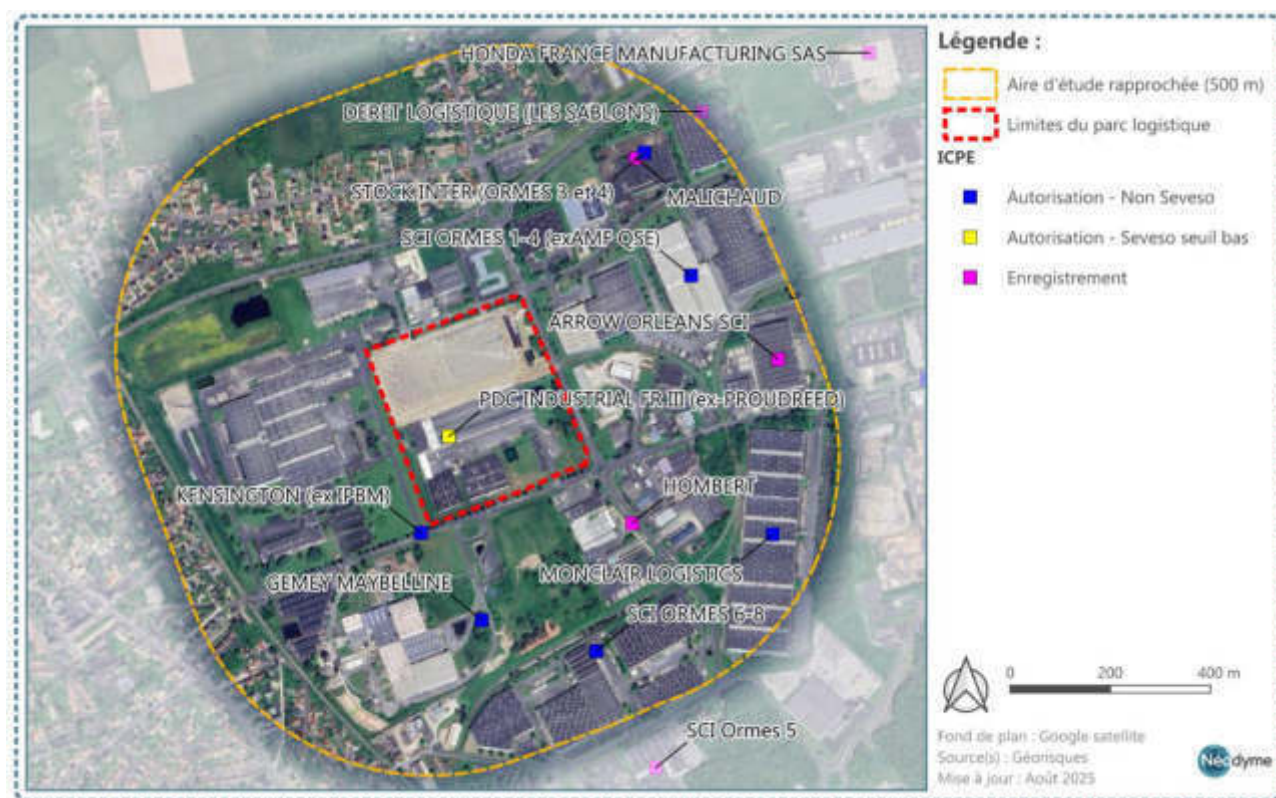 HONDA FRANCE MANUFACTURING SAS
DERET LOGISTIQUE (LES SABLONS)
STOCK INTER (ORMES 3 et 4)
MALICHAUD
SCI ORMES 1-4 (exAMP QSE)
ARROW ORLEANS SCI
PDC INDUSTRIAL FR III (ex-PROUDREED)
KENSINGTON (ex IPBM)
HOMBERT
GEMEY MAYBELLINE
MONCLAIR LOGISTICS
SCI ORMES 6-8
SCI Ormes 5
Légende :
Aire d'étude rapprochée (500 m)
Limites du parc logistique
ICPE
Autorisation - Non Seveso
Autorisation - Seveso seuil bas
Enregistrement
0 200 400 m
Fond de plan : Google satellite
Source(s) : Géorisques
Mise à jour : Août 2025
Néodyme